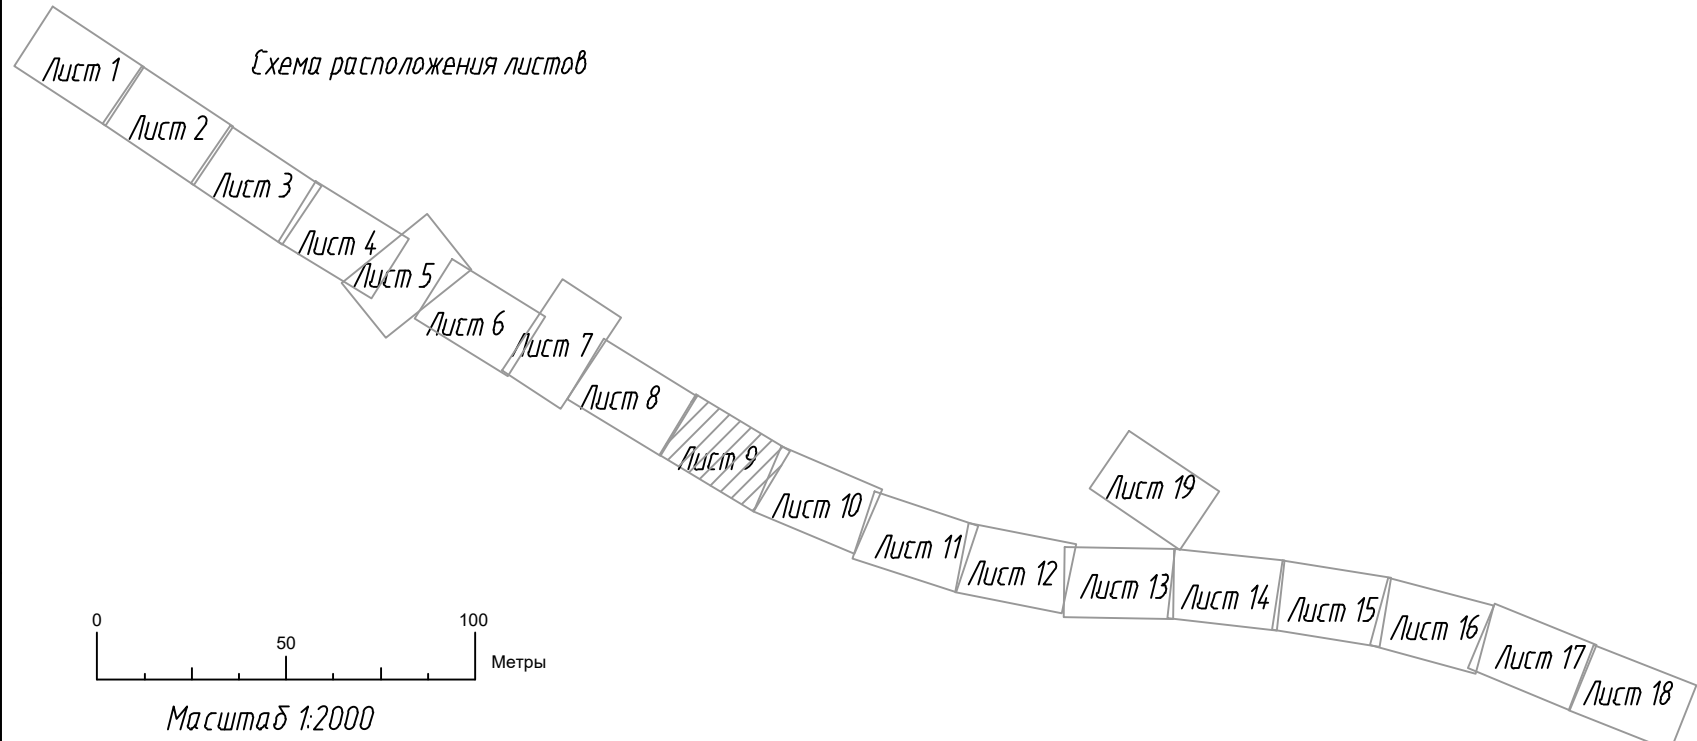 Схема расположения листов
Лист 1
Лист 2
Лист 3
Лист 4
Лист 5
Лист 6
Лист 7
Лист 8
Лист 9
Лист 10
Лист 11
Лист 12
Лист 13
Лист 14
Лист 15
Лист 16
Лист 17
Лист 18
Лист 19
0 50 100
Метры
Масштаб 1:2000